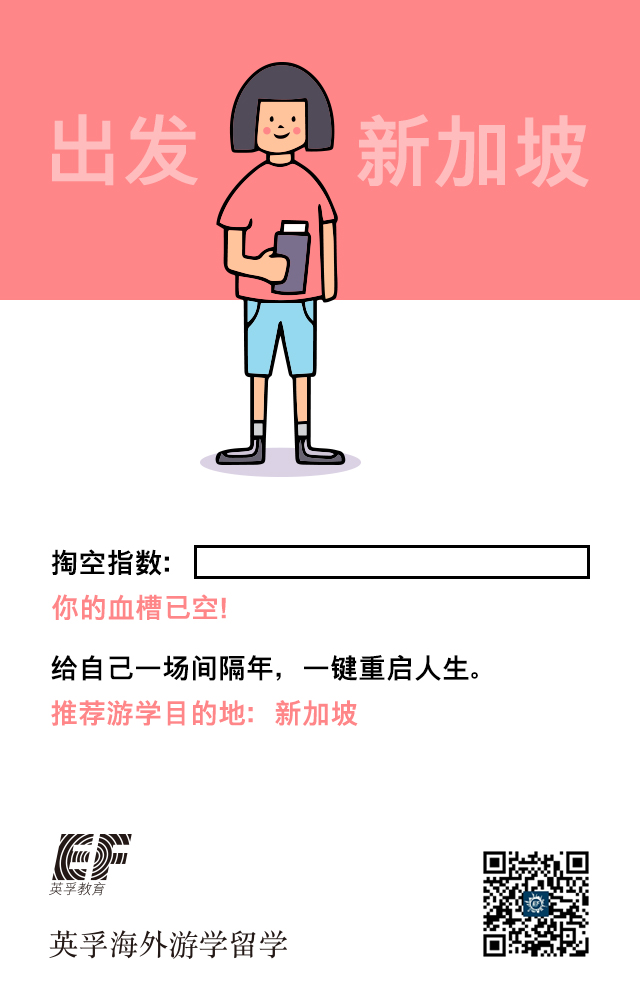 出发 新加坡
掏空指数:
你的血槽已空!
给自己一场间隔年，一键重启人生。
推荐游学目的地: 新加坡
EF
英孚教育
英孚海外游学留学